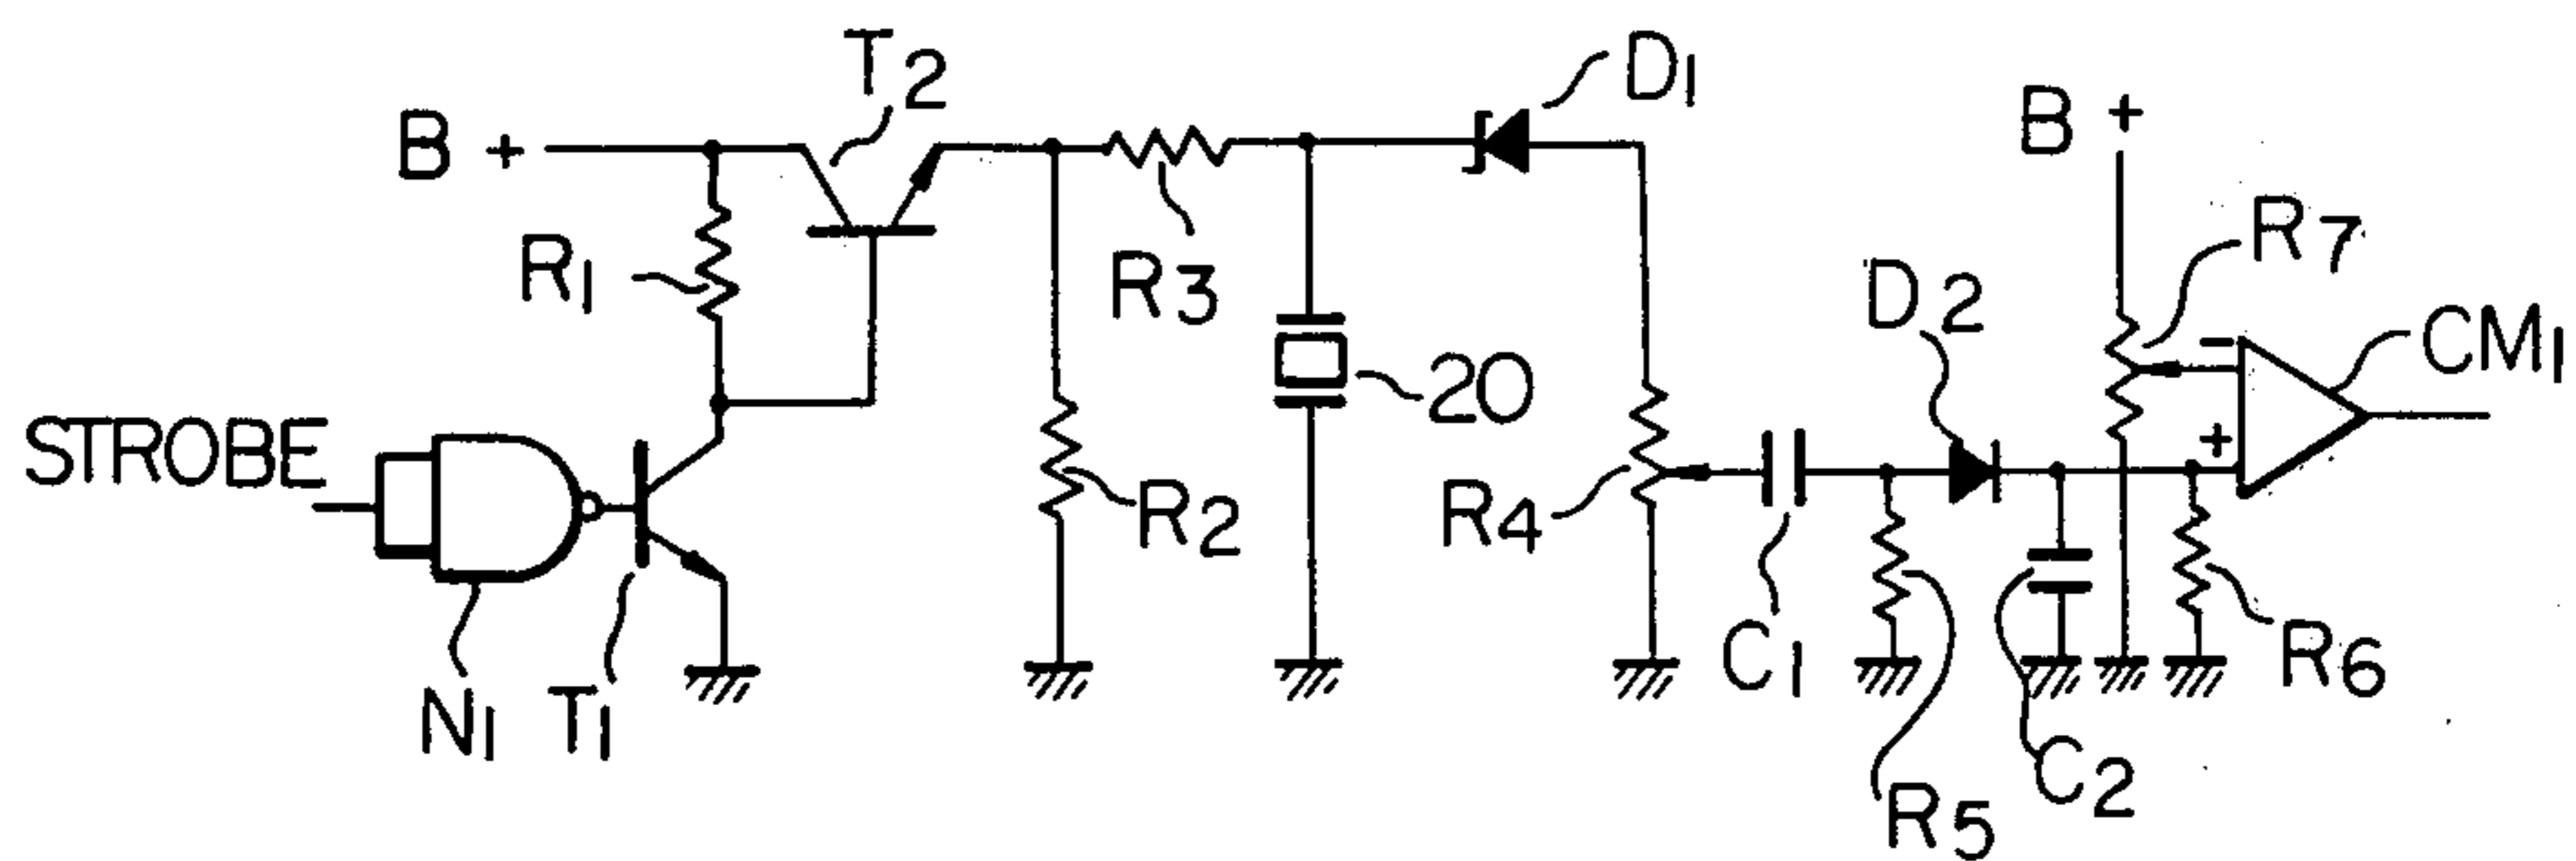 T2
D1
B +
B +
R1
R3
R7
D2
20
CM1
-
STROBE
+
R2
R4
N1
T1
C1
R6
C2
R5